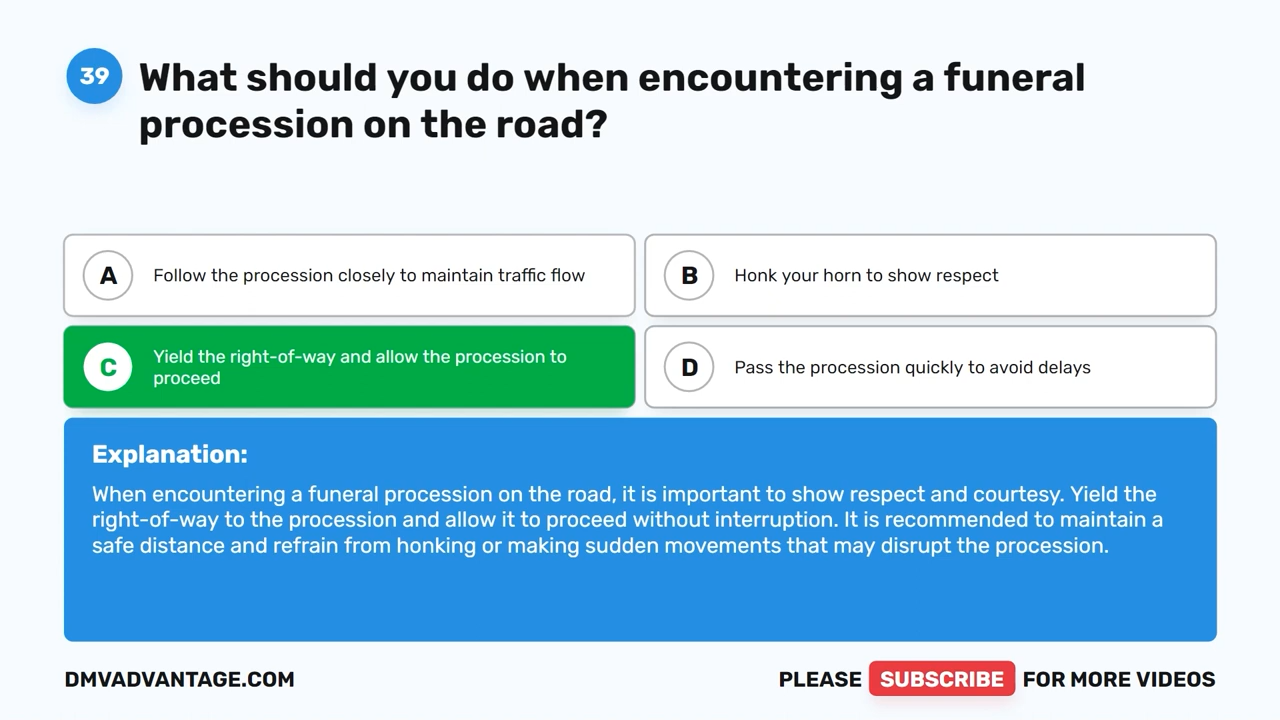 39
What should you do when encountering a funeral
procession on the road?
A
Follow the procession closely to maintain traffic flow
B
Honk your horn to show respect
C
Yield the right-of-way and allow the procession to
proceed
D
Pass the procession quickly to avoid delays
Explanation:
When encountering a funeral procession on the road, it is important to show respect and courtesy. Yield the
right-of-way to the procession and allow it to proceed without interruption. It is recommended to maintain a
safe distance and refrain from honking or making sudden movements that may disrupt the procession.
DMVADVANTAGE.COM
PLEASE SUBSCRIBE FOR MORE VIDEOS